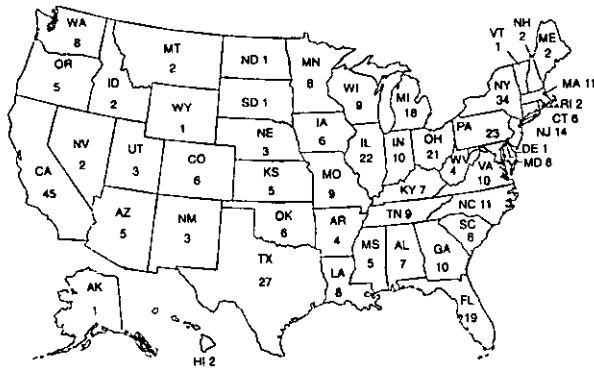 WA
8
OR
5
CA
45
ID
2
NV
2
MT
2
WY
1
UT
3
AZ
5
CO
6
NM
3
ND 1
SD 1
NE
3
KS
5
OK
6
TX
27
MN
8
IA
6
MO
9
AR
4
LA
8
WI
9
IL
22
MI
18
IN
10
OH
21
KY 7
TN 9
MS
5
AL
7
GA
10
FL
19
SC
6
NC 11
VA
10
WV
4
PA
23
NY
34
VT
1
NH
2
ME
2
MA 11
RI 2
CT 6
NJ 14
DE 1
MD 8
AK
1
HI 2